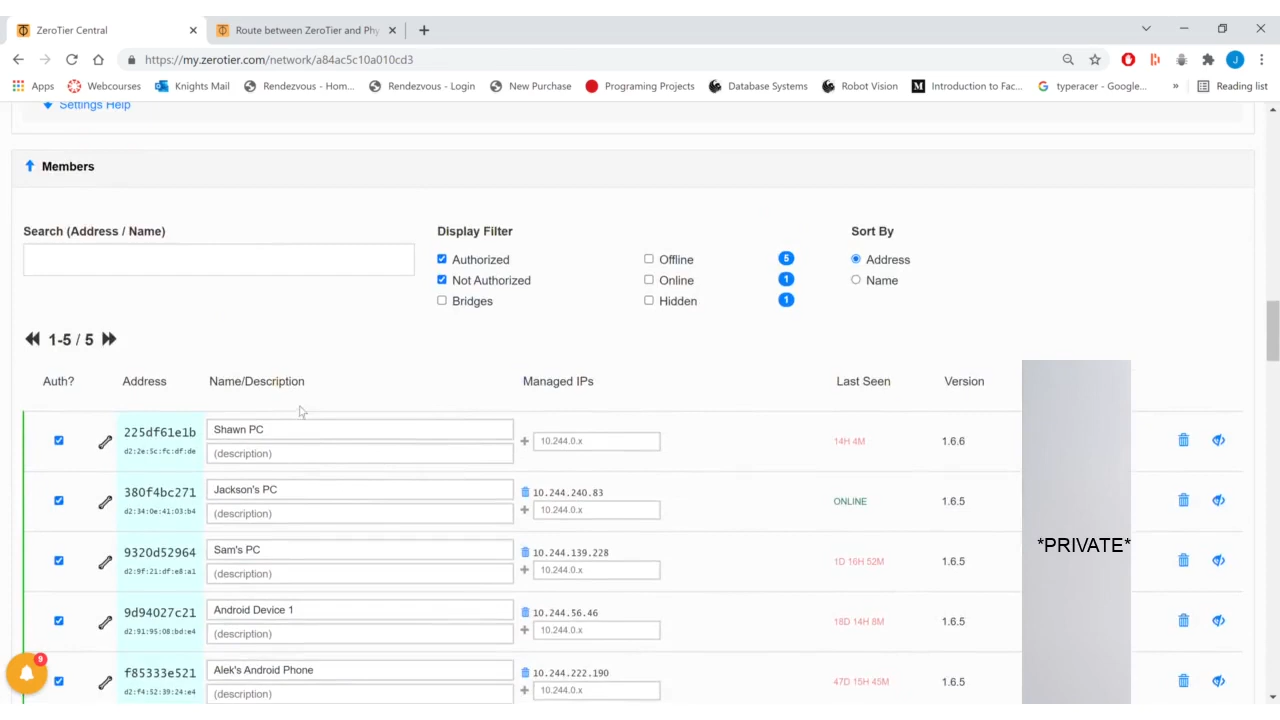 ZeroTier Central
Route between ZeroTier and Phy
https://my.zerotier.com/network/a84ac5c10a010cd3
J
Apps Webcourses Knights Mail Rendezvous - Hom... Rendezvous - Login New Purchase Programing Projects Database Systems Robot Vision M Introduction to Fac... G typeracer - Google... » Reading list
Settings Help
Members
Search (Address / Name) Display Filter Sort By
Authorized Offline 5 Address
Not Authorized Online 1 Name
Bridges Hidden 1
1-5 / 5
Auth? Address Name/Description Managed IPs Last Seen Version
225df61e1b Shawn PC 10.244.0.x 14H 4M 1.6.6
d2:2e:5c:fc:df:de (description)
380f4bc271 Jackson's PC 10.244.240.83 ONLINE 1.6.5
d2:34:0e:41:03:b4 (description) 10.244.0.x
9320d52964 Sam's PC 10.244.139.228 1D 16H 52M 1.6.5
d2:9f:21:df:e8:a1 (description) 10.244.0.x
*PRIVATE*
9d94027c21 Android Device 1 10.244.56.46 18D 14H 8M 1.6.5
d2:91:95:08:bd:e4 (description) 10.244.0.x
f85333e521 Alek's Android Phone 10.244.222.190 47D 15H 45M 1.6.5
d2:f4:52:39:24:e4 (description) 10.244.0.x
9